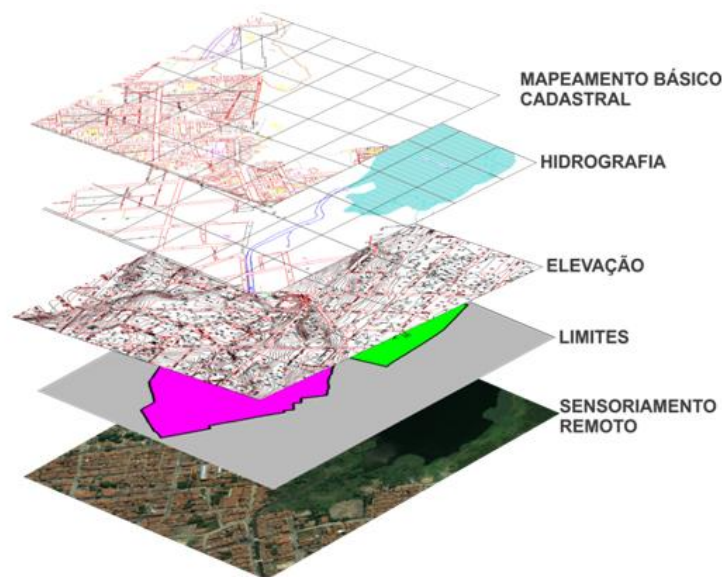 MAPEAMENTO BÁSICO
CADASTRAL
HIDROGRAFIA
ELEVAÇÃO
LIMITES
SENSORIAMENTO
REMOTO